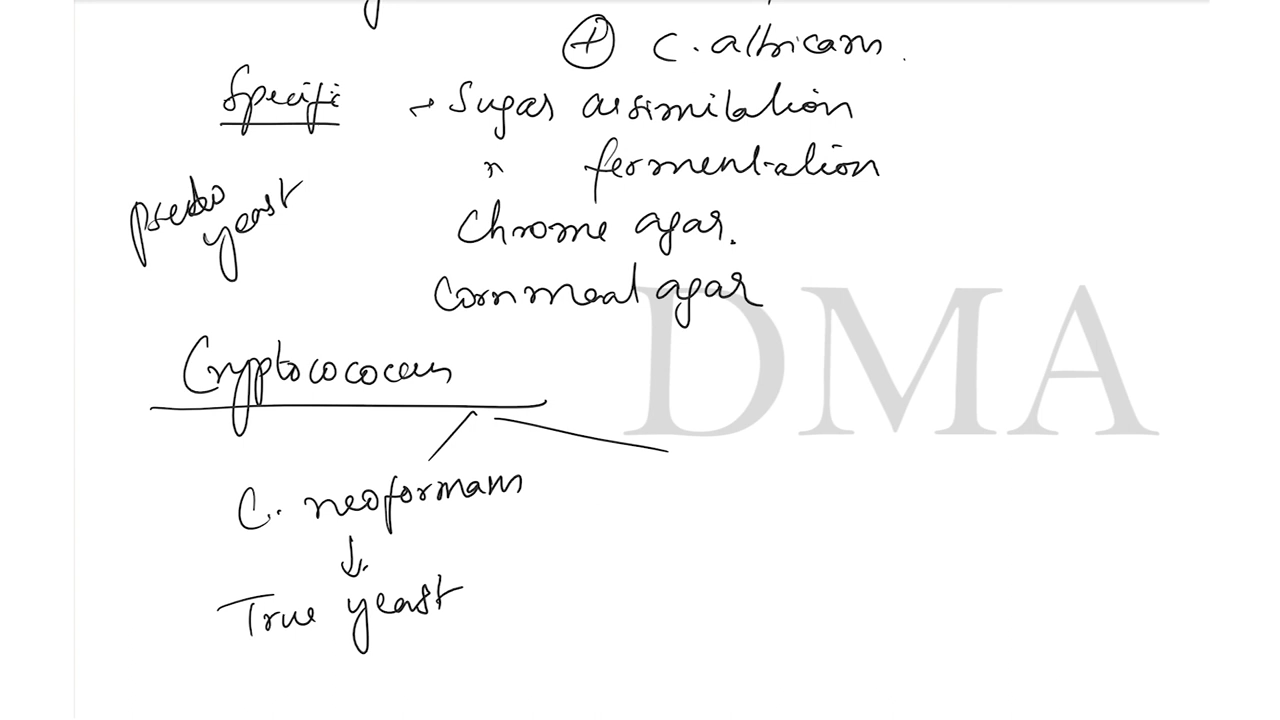 ⊕ C. albicans.
Specific → Sugar assimilation
" fermentation
pseudo
yeast
Chrome agar.
Cornmeal agar
DMA
Cryptococcus
C. neoformans
↓
True yeast